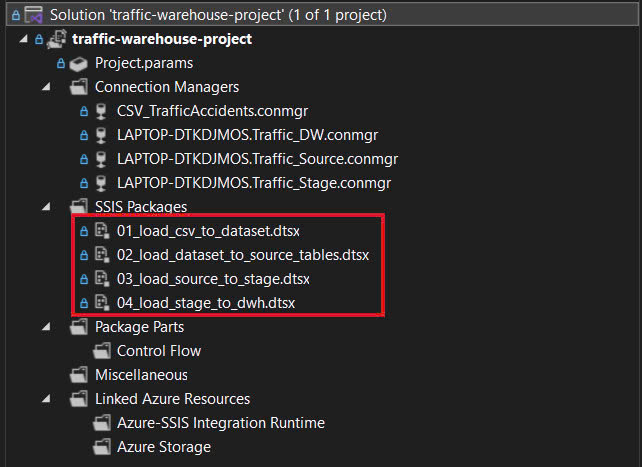 Solution 'traffic-warehouse-project' (1 of 1 project)
traffic-warehouse-project
Project.params
Connection Managers
CSV_TrafficAccidents.conmgr
LAPTOP-DTKDJMOS.Traffic_DW.conmgr
LAPTOP-DTKDJMOS.Traffic_Source.conmgr
LAPTOP-DTKDJMOS.Traffic_Stage.conmgr
SSIS Packages
01_load_csv_to_dataset.dtsx
02_load_dataset_to_source_tables.dtsx
03_load_source_to_stage.dtsx
04_load_stage_to_dwh.dtsx
Package Parts
Control Flow
Miscellaneous
Linked Azure Resources
Azure-SSIS Integration Runtime
Azure Storage